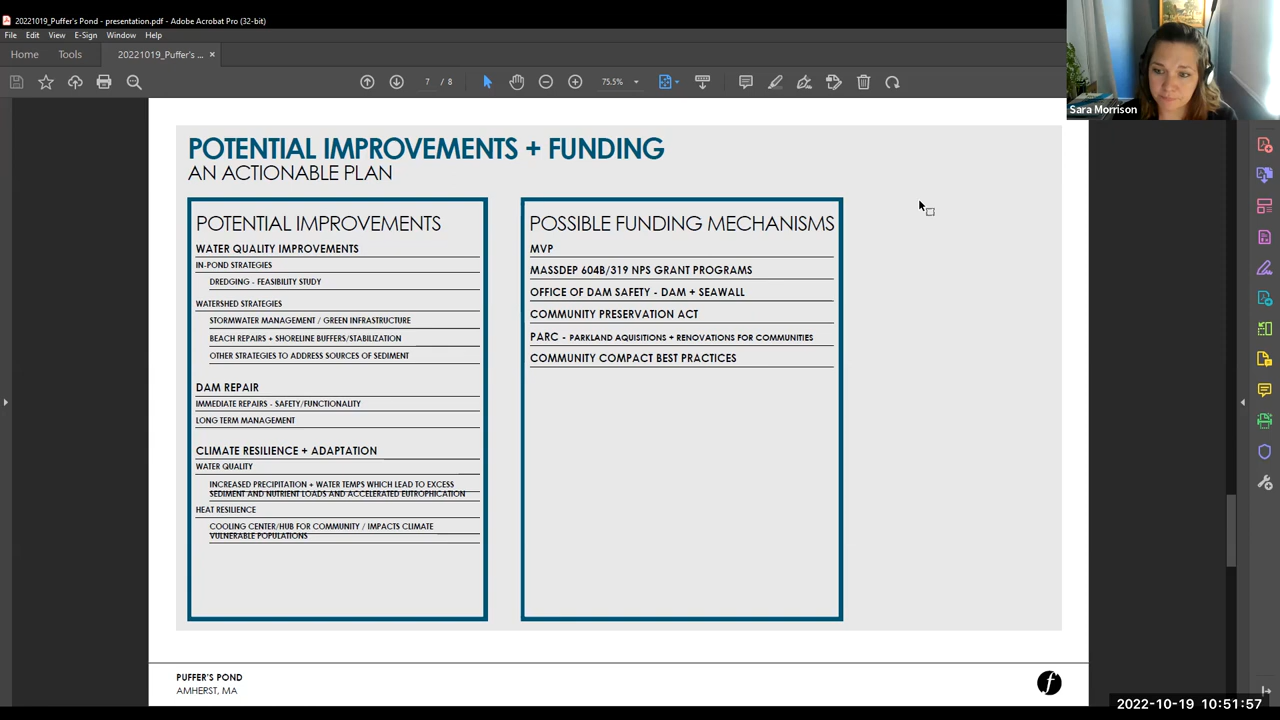 20221019_Puffer's Pond - presentation.pdf - Adobe Acrobat Pro (32-bit)
File Edit View E-Sign Window Help
Home Tools 20221019_Puffer's ... ×
7 / 8 75.5%
Sara Morrison
POTENTIAL IMPROVEMENTS + FUNDING
AN ACTIONABLE PLAN
POTENTIAL IMPROVEMENTS
WATER QUALITY IMPROVEMENTS
IN-POND STRATEGIES
DREDGING - FEASIBILITY STUDY
WATERSHED STRATEGIES
STORMWATER MANAGEMENT / GREEN INFRASTRUCTURE
BEACH REPAIRS + SHORELINE BUFFERS/STABILIZATION
OTHER STRATEGIES TO ADDRESS SOURCES OF SEDIMENT
DAM REPAIR
IMMEDIATE REPAIRS - SAFETY/FUNCTIONALITY
LONG TERM MANAGEMENT
CLIMATE RESILIENCE + ADAPTATION
WATER QUALITY
INCREASED PRECIPITATION + WATER TEMPS WHICH LEAD TO EXCESS
SEDIMENT AND NUTRIENT LOADS AND ACCELERATED EUTROPHICATION
HEAT RESILIENCE
COOLING CENTER/HUB FOR COMMUNITY / IMPACTS CLIMATE
VULNERABLE POPULATIONS
POSSIBLE FUNDING MECHANISMS
MVP
MASSDEP 604B/319 NPS GRANT PROGRAMS
OFFICE OF DAM SAFETY - DAM + SEAWALL
COMMUNITY PRESERVATION ACT
PARC - PARKLAND AQUISITIONS + RENOVATIONS FOR COMMUNITIES
COMMUNITY COMPACT BEST PRACTICES
PUFFER'S POND
AMHERST, MA
f
2022-10-19 10:51:57